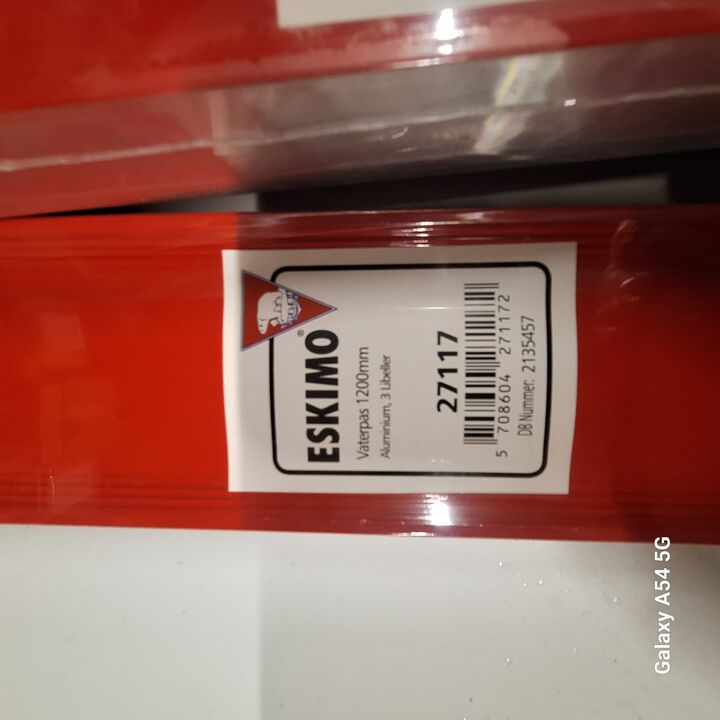 ESKIMO®
Vaterpas 1200mm
Aluminium, 3 Libeller
27117
5 708604 271172
DB Nummer: 2135457
Galaxy A54 5G